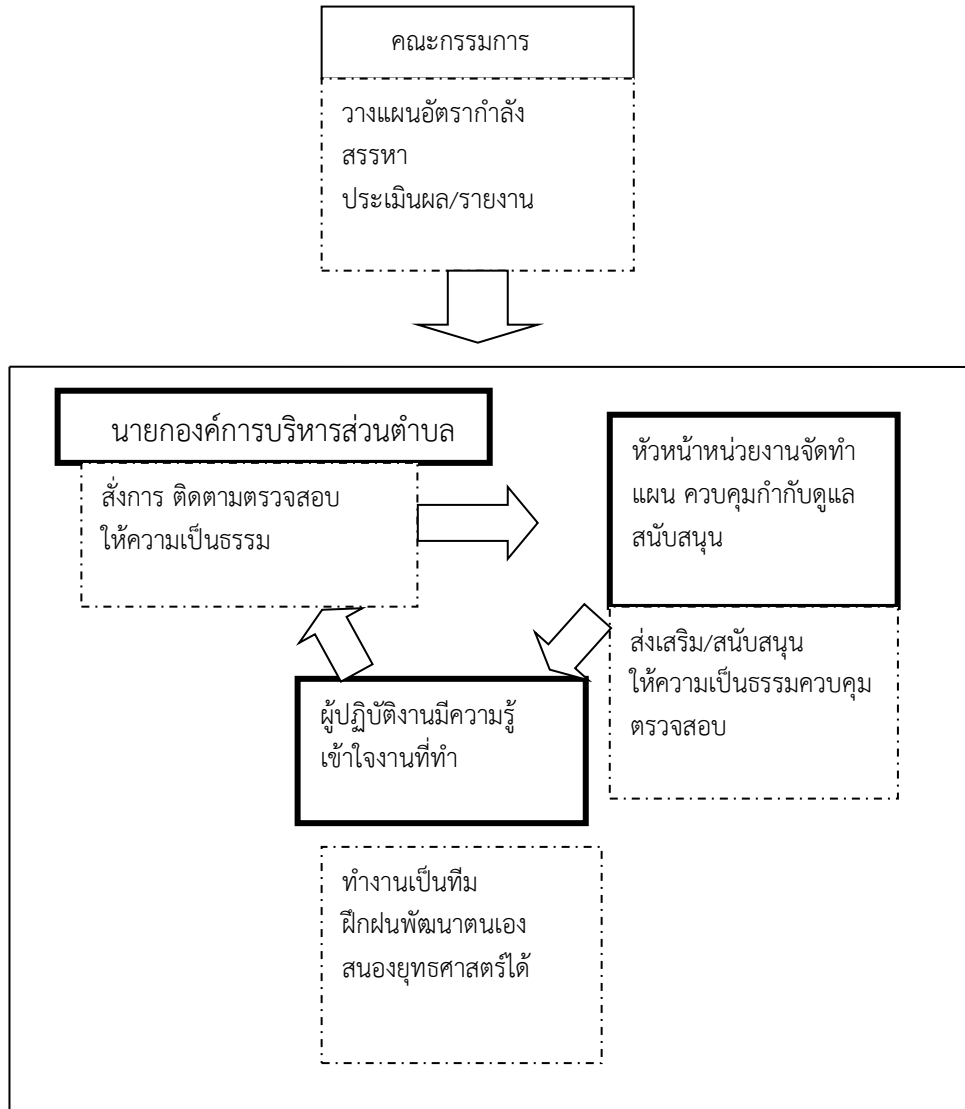 คณะกรรมการ
วางแผนอัตรากำลัง
สรรหา
ประเมินผล/รายงาน
นายกองค์การบริหารส่วนตำบล
สั่งการ ติดตามตรวจสอบ
ให้ความเป็นธรรม
หัวหน้าหน่วยงานจัดทำ
แผน ควบคุมกำกับดูแล
สนับสนุน
ส่งเสริม/สนับสนุน
ให้ความเป็นธรรมควบคุม
ตรวจสอบ
ผู้ปฏิบัติงานมีความรู้
เข้าใจงานที่ทำ
ทำงานเป็นทีม
ฝึกฝนพัฒนาตนเอง
สนองยุทธศาสตร์ได้